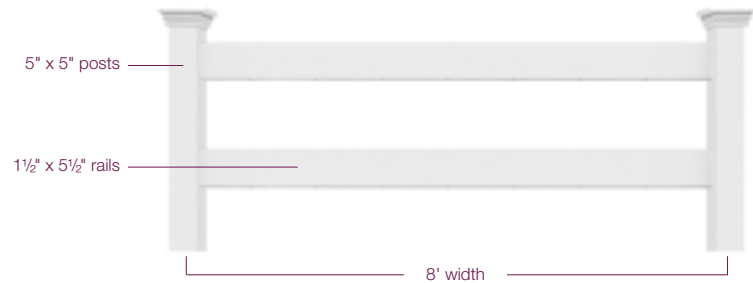 5" x 5" posts
1½" x 5½" rails
8' width